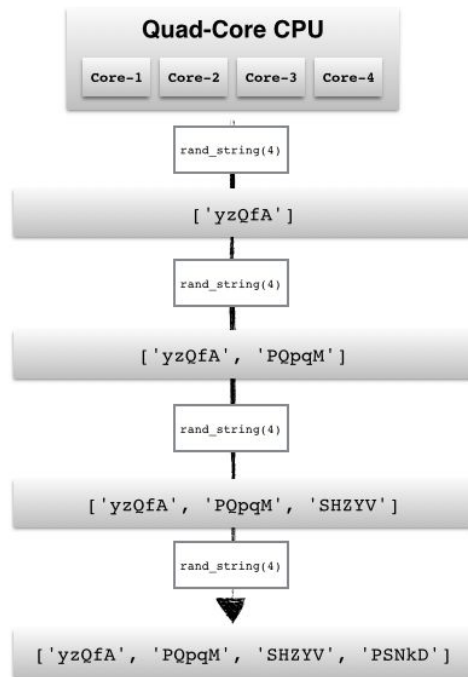 Quad-Core CPU
Core-1 Core-2 Core-3 Core-4
rand_string(4)
['yzQfA']
rand_string(4)
['yzQfA', 'PQpqM']
rand_string(4)
['yzQfA', 'PQpqM', 'SHZYV']
rand_string(4)
['yzQfA', 'PQpqM', 'SHZYV', 'PSNkD']